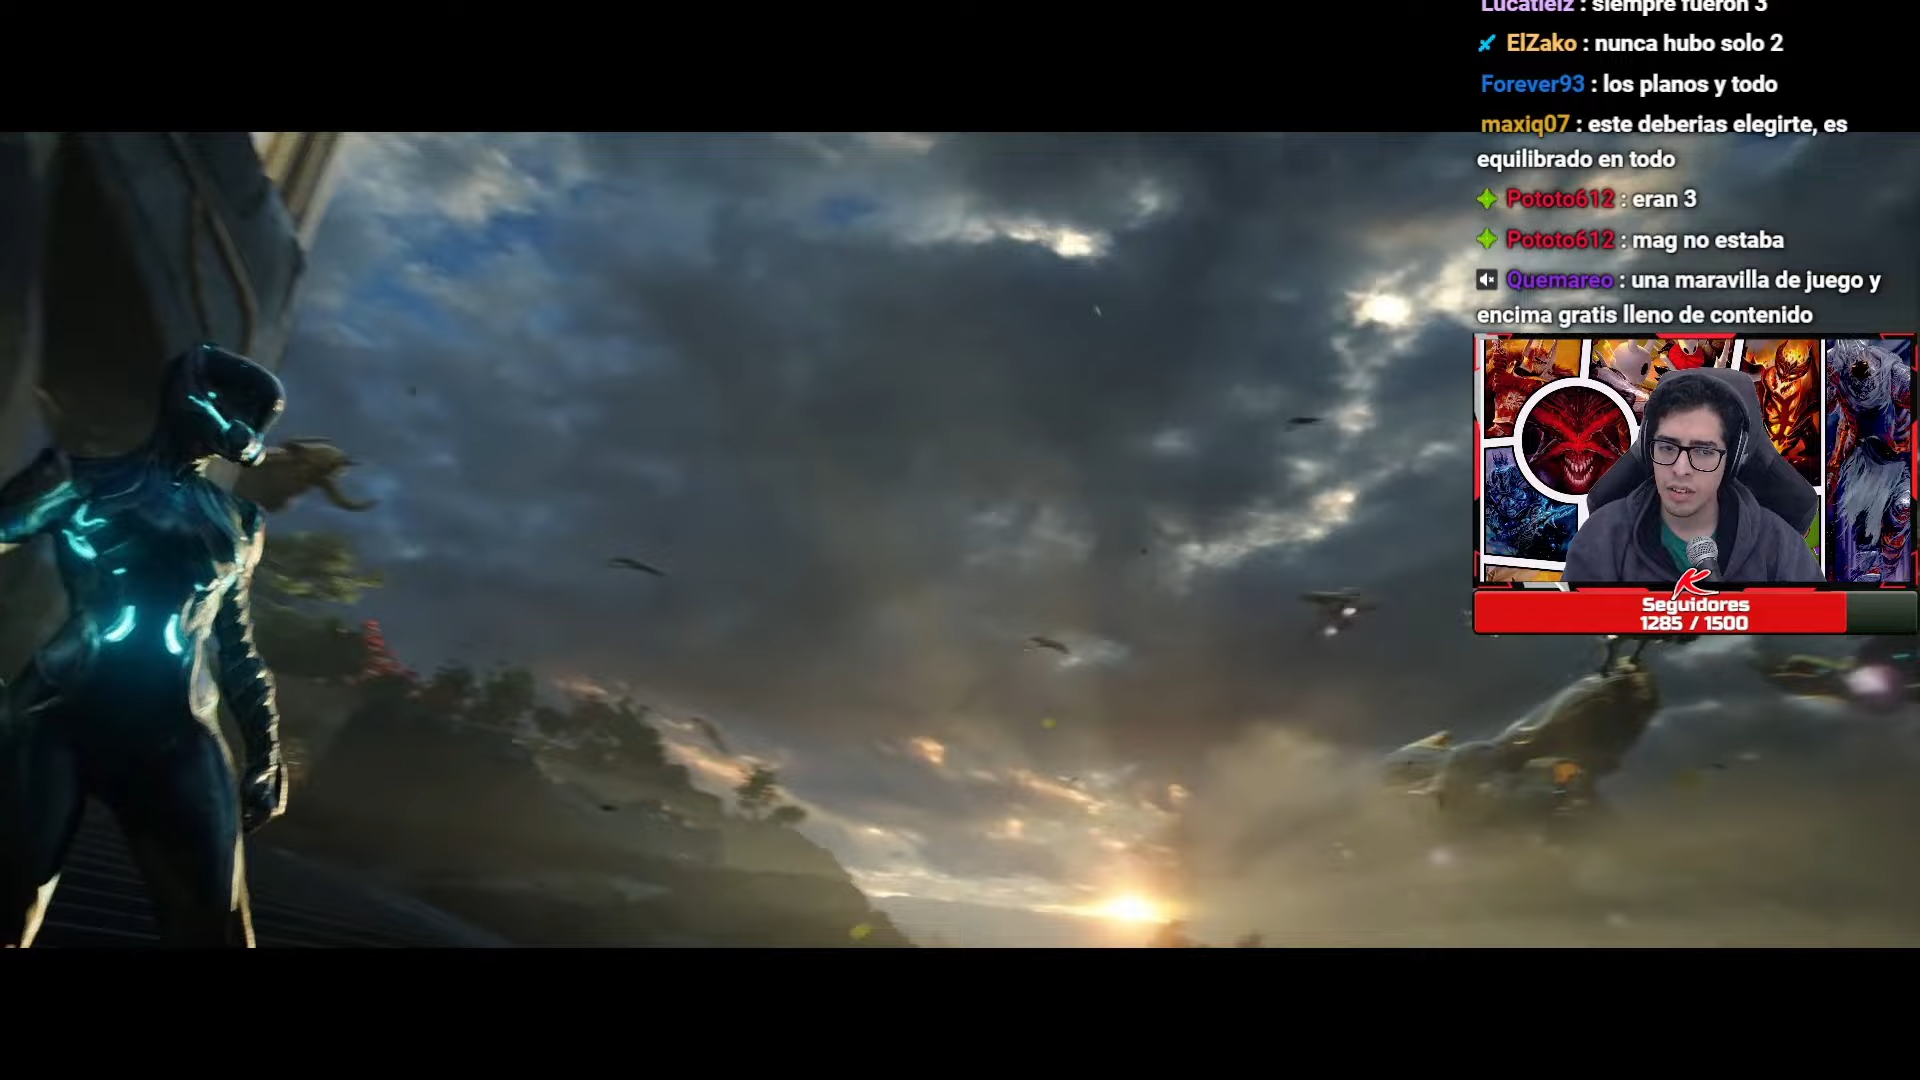 Lucatielz : siempre fueron 3
ElZako : nunca hubo solo 2
Forever93 : los planos y todo
maxiq07 : este deberias elegirte, es
equilibrado en todo
Pototo612 : eran 3
Pototo612 : mag no estaba
Quemareo : una maravilla de juego y
encima gratis lleno de contenido
K
Seguidores
1285 / 1500